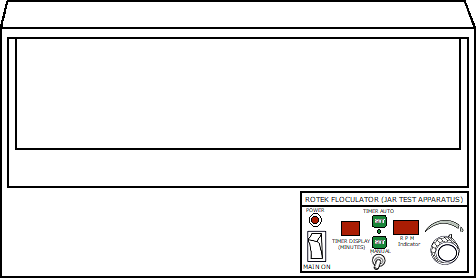 ROTEK FLOCULATOR (JAR TEST APPARATUS)
POWER
TIMER AUTO
TIMER DISPLAY
(MINUTES)
R P M
Indicator
MANUAL
MAIN ON